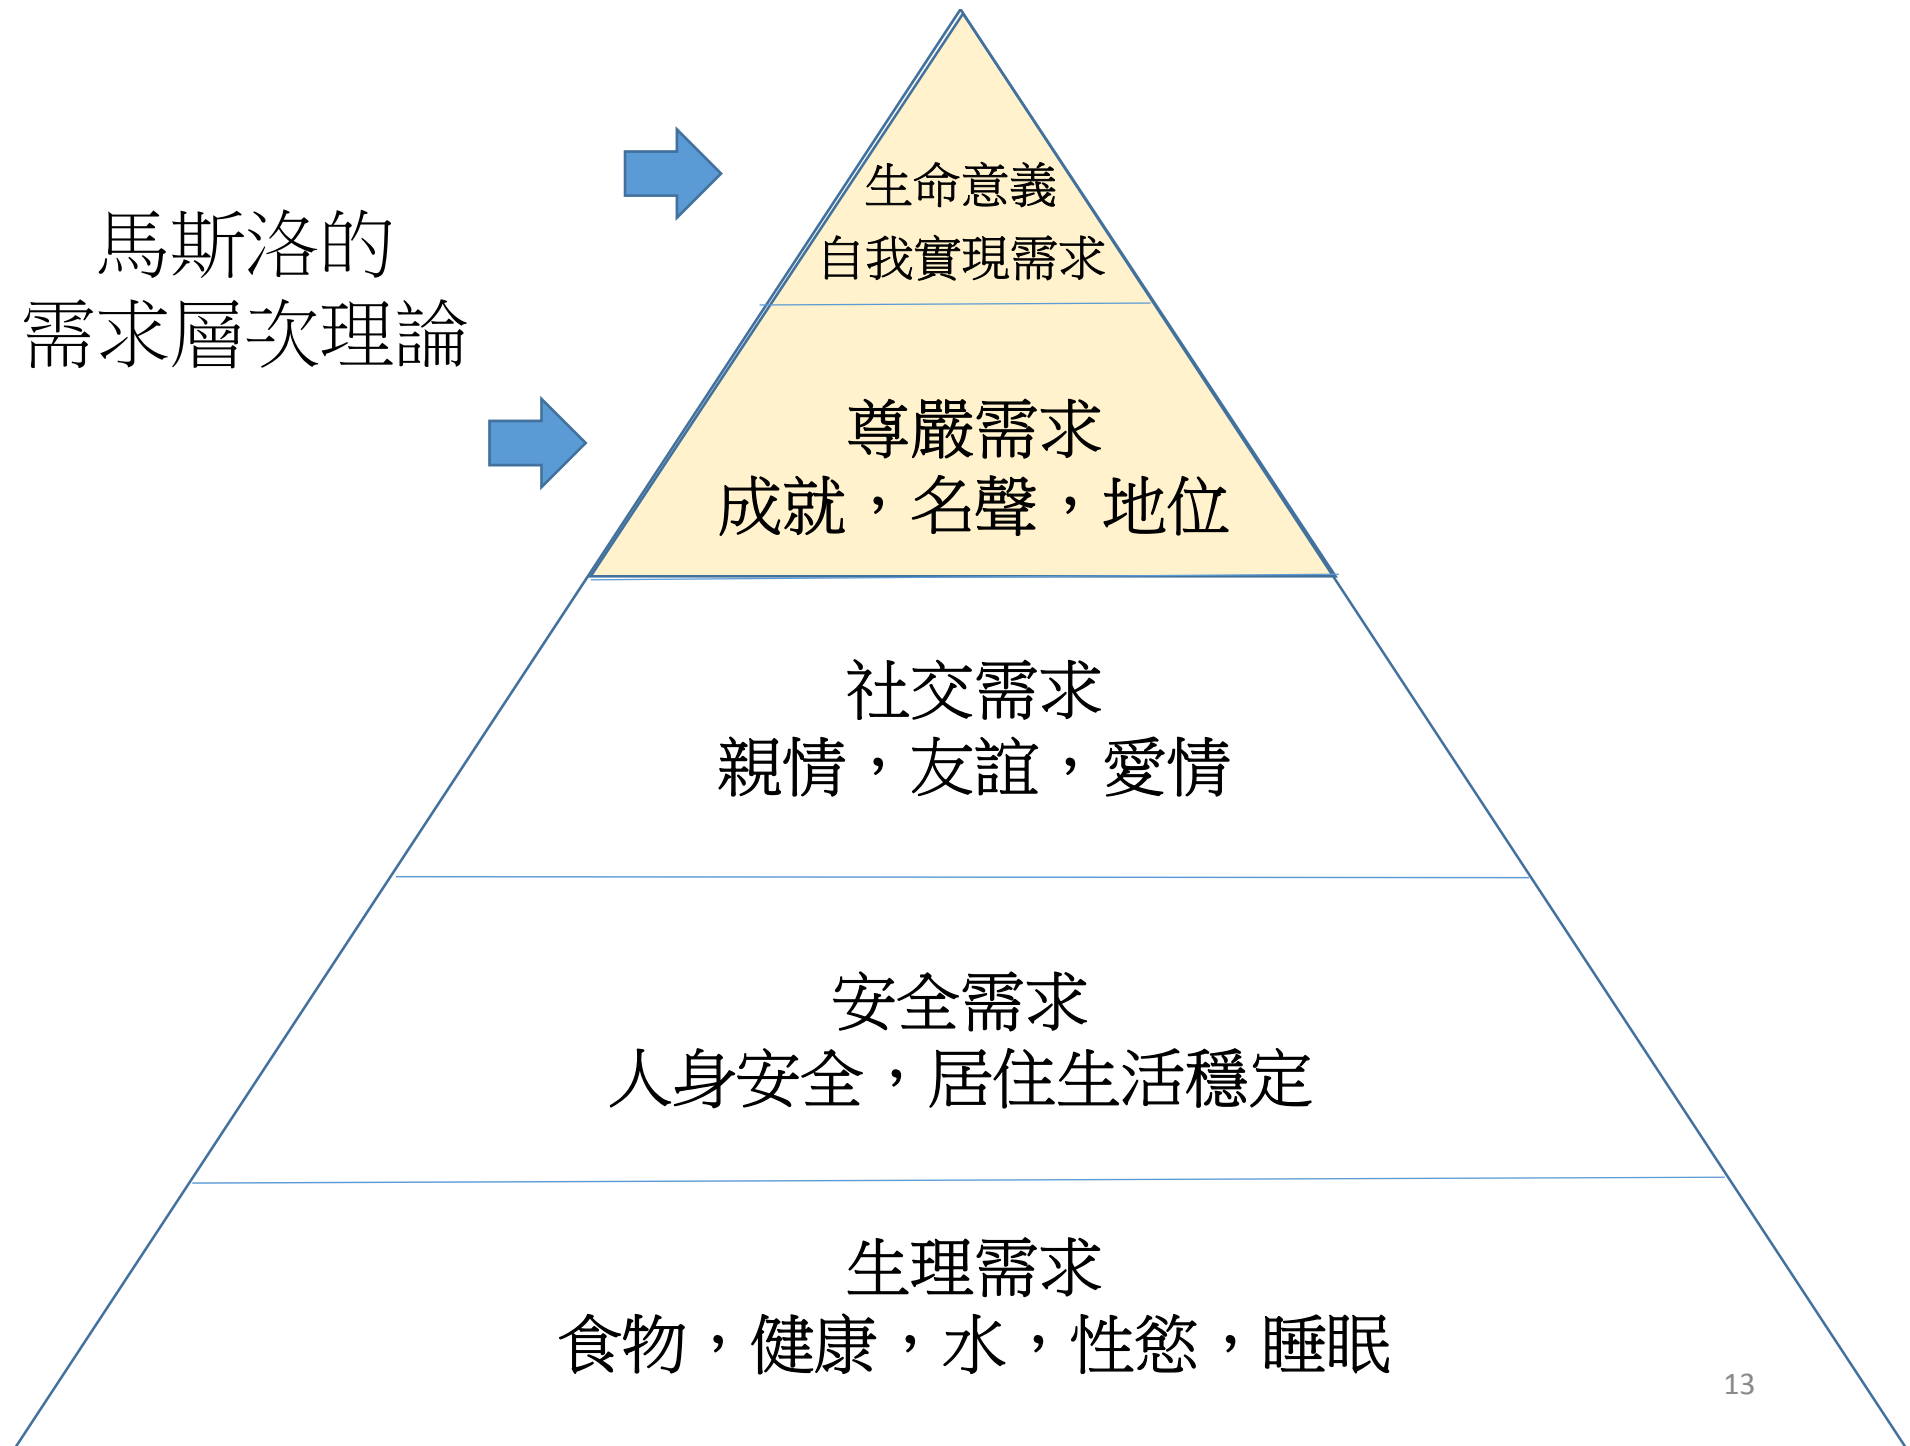 馬斯洛的
需求層次理論
生命意義
自我實現需求
尊嚴需求
成就，名聲，地位
社交需求
親情，友誼，愛情
安全需求
人身安全，居住生活穩定
生理需求
食物，健康，水，性慾，睡眠
13